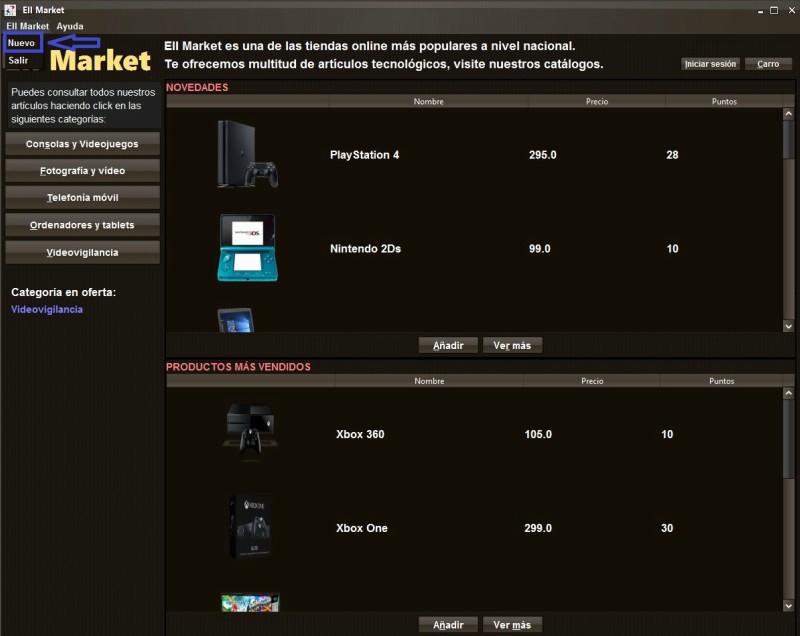 EII Market
EII Market Ayuda
Nuevo
Salir
Market
EII Market es una de las tiendas online más populares a nivel nacional.
Te ofrecemos multitud de artículos tecnológicos, visite nuestros catálogos.
Iniciar sesión
Carro
Puedes consultar todos nuestros
artículos haciendo click en las
siguientes categorías:
Consolas y Videojuegos
Fotografía y vídeo
Telefonía móvil
Ordenadores y tablets
Videovigilancia
Categoría en oferta:
Videovigilancia
NOVEDADES
Nombre Precio Puntos
PlayStation 4 295.0 28
Nintendo 2Ds 99.0 10
Añadir Ver más
PRODUCTOS MÁS VENDIDOS
Nombre Precio Puntos
Xbox 360 105.0 10
Xbox One 299.0 30
Añadir Ver más